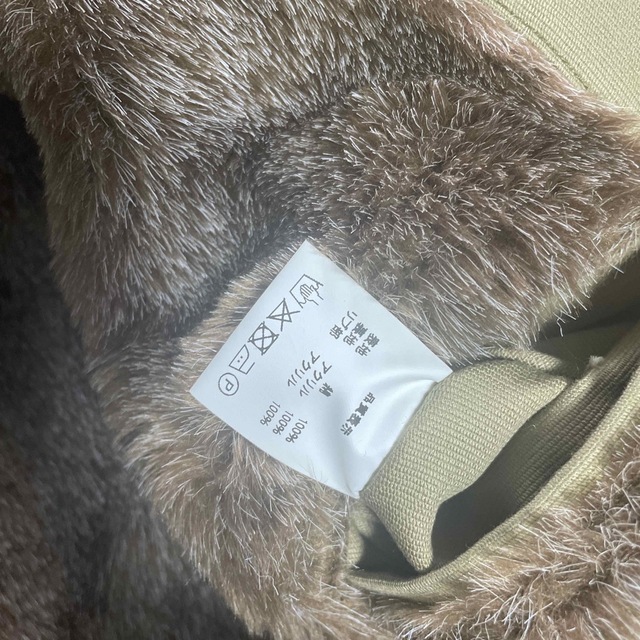 品質表示
表地 綿 100%
裏地 アクリル 100%
リブ部 アクリル 100%
P